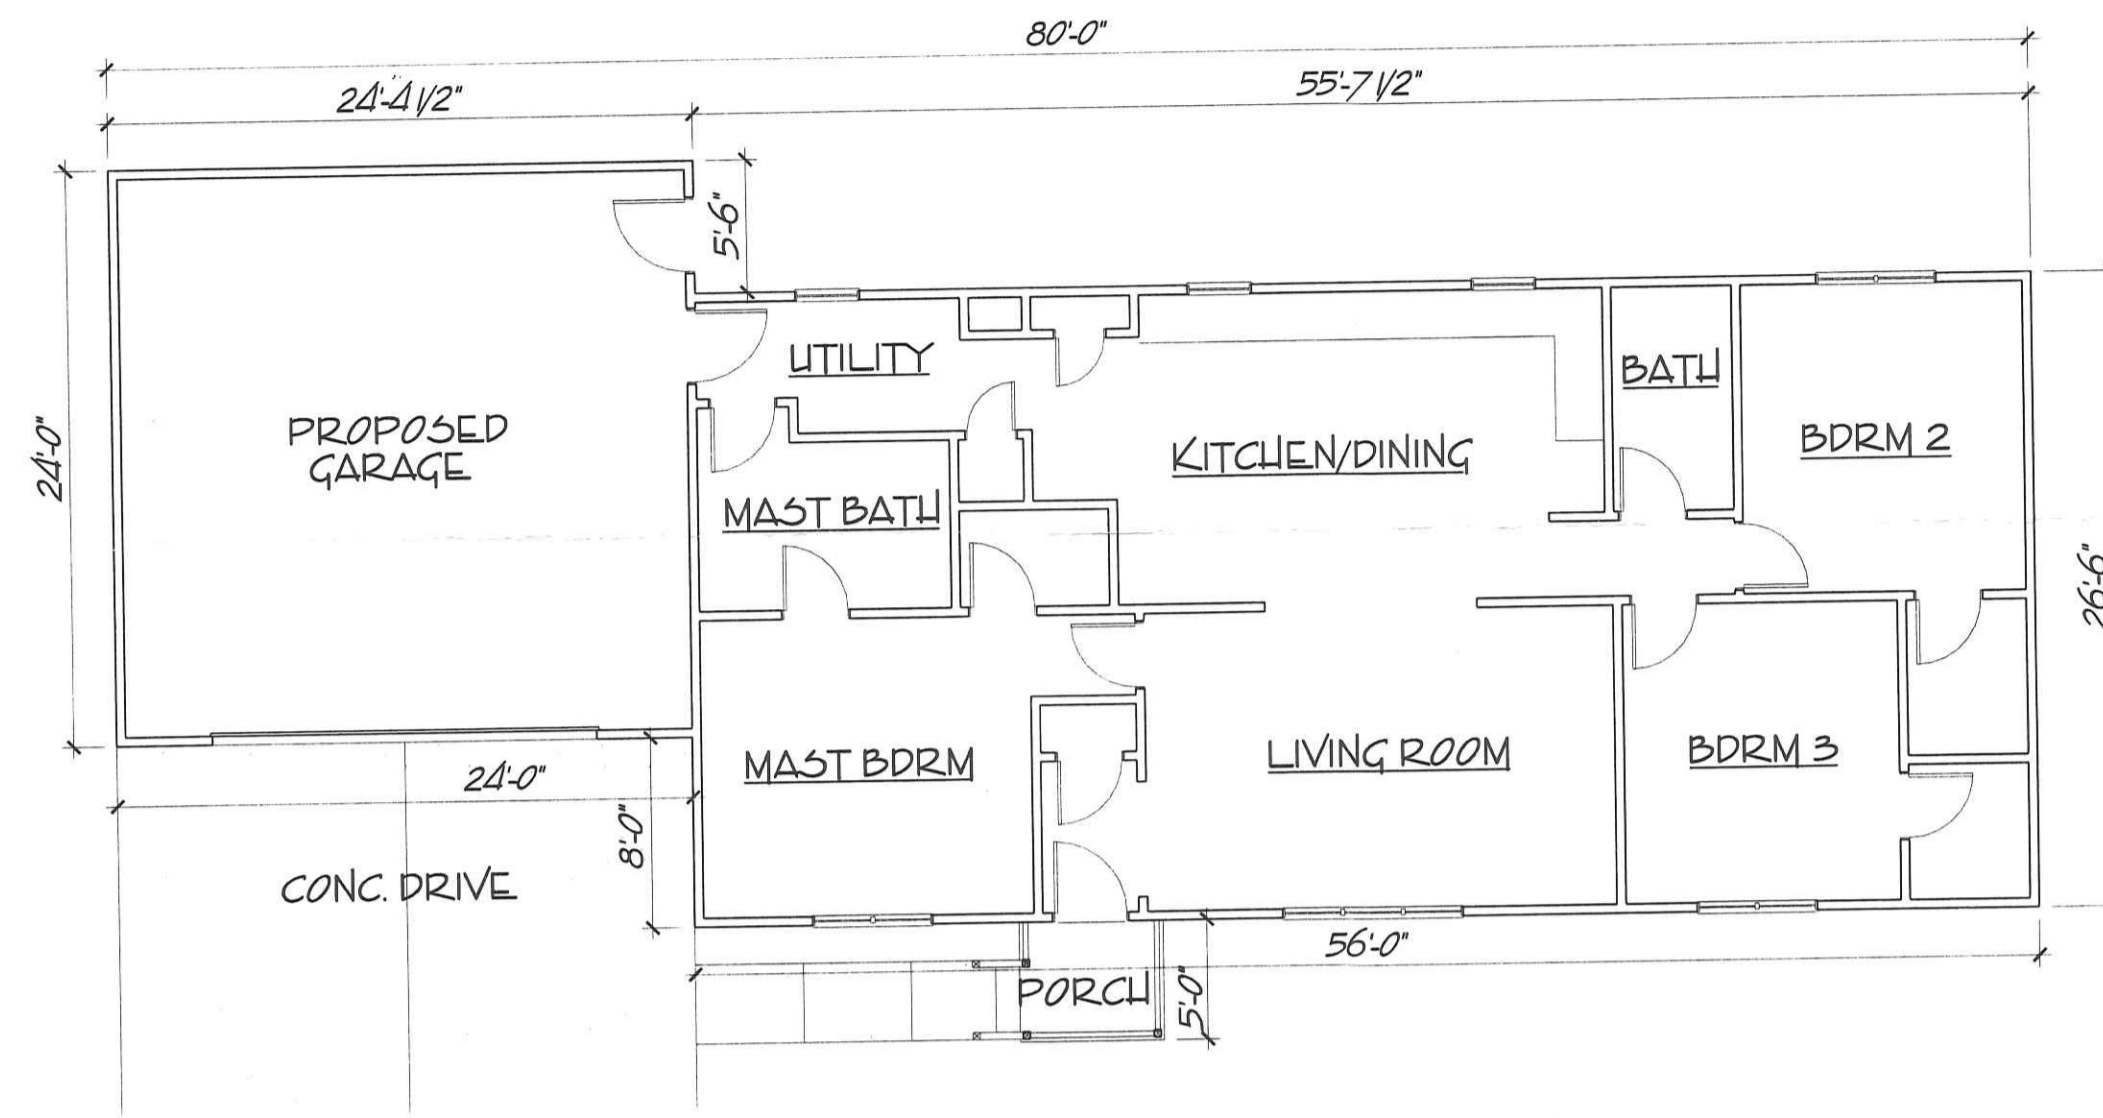 80'-0"
24'-4 1/2"
55'-7 1/2"
5'-6"
24'-0"
UTILITY
BATH
PROPOSED
GARAGE
KITCHEN/DINING
BDRM 2
MAST BATH
26'-6"
MAST BDRM
LIVING ROOM
BDRM 3
24'-0"
8'-0"
CONC. DRIVE
56'-0"
PORCH
5'-0"